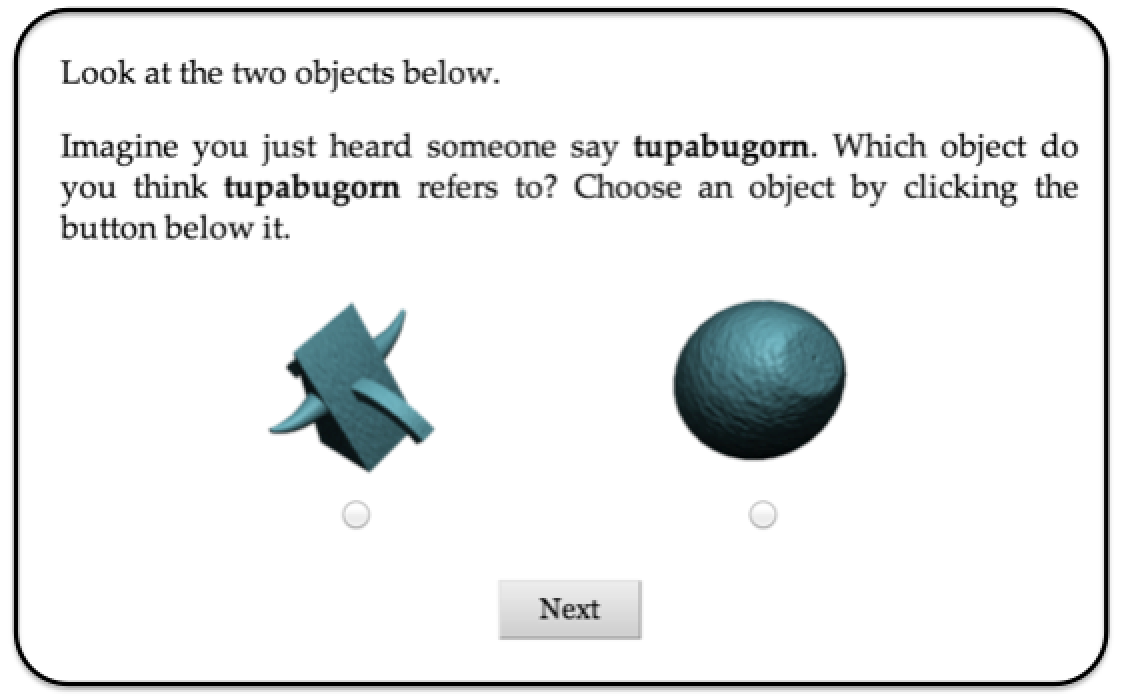 Look at the two objects below.
Imagine you just heard someone say tupabugorn. Which object do
you think tupabugorn refers to? Choose an object by clicking the
button below it.
Next